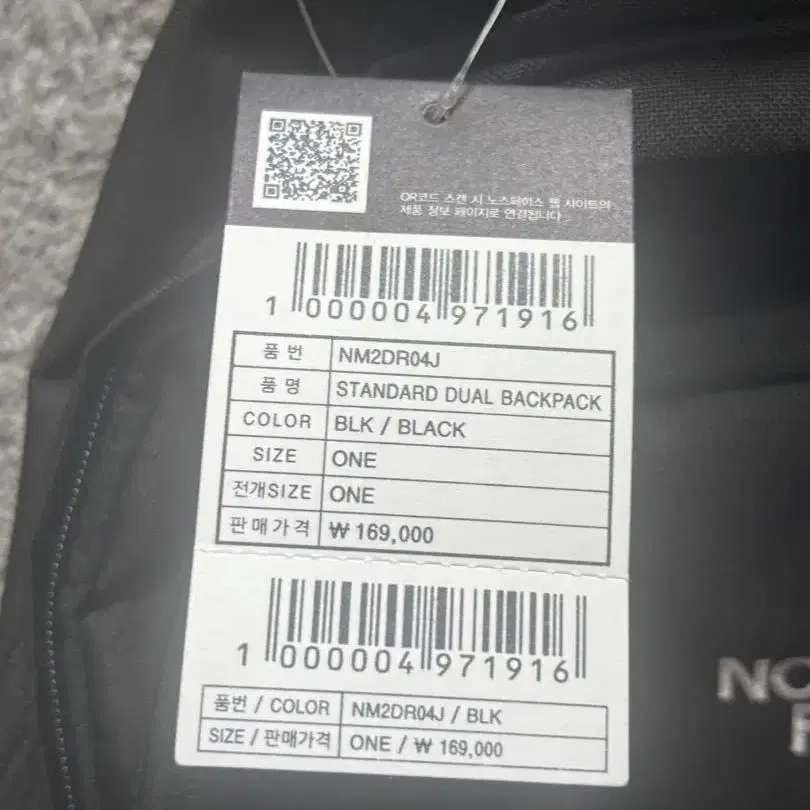 QR코드 스캔 시 노스페이스 웹 사이트의
제품 정보 페이지로 연결됩니다
1 000004 971916
품 번 NM2DR04J
품 명 STANDARD DUAL BACKPACK
COLOR BLK / BLACK
SIZE ONE
전개SIZE ONE
판매가격 ₩ 169,000
1 000004 971916
품번 / COLOR NM2DR04J / BLK
SIZE / 판매가격 ONE / ₩ 169,000